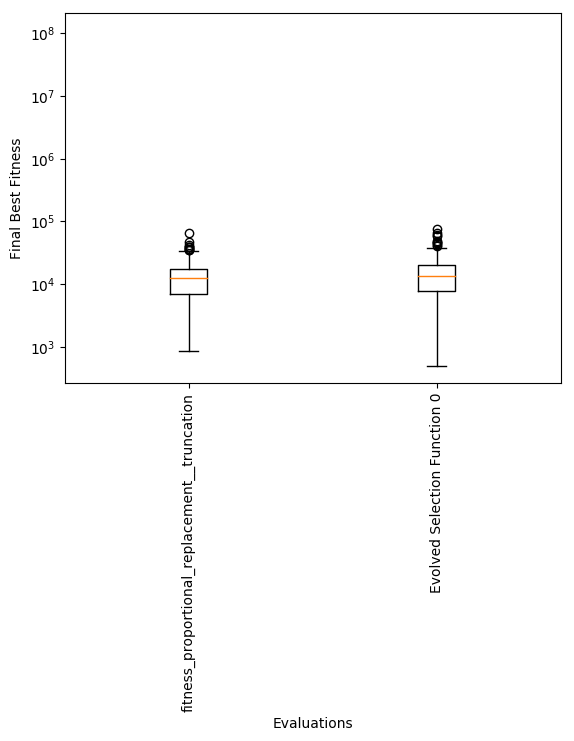 Final Best Fitness
10^8
10^7
10^6
10^5
10^4
10^3
fitness_proportional_replacement__truncation
Evolved Selection Function 0
Evaluations